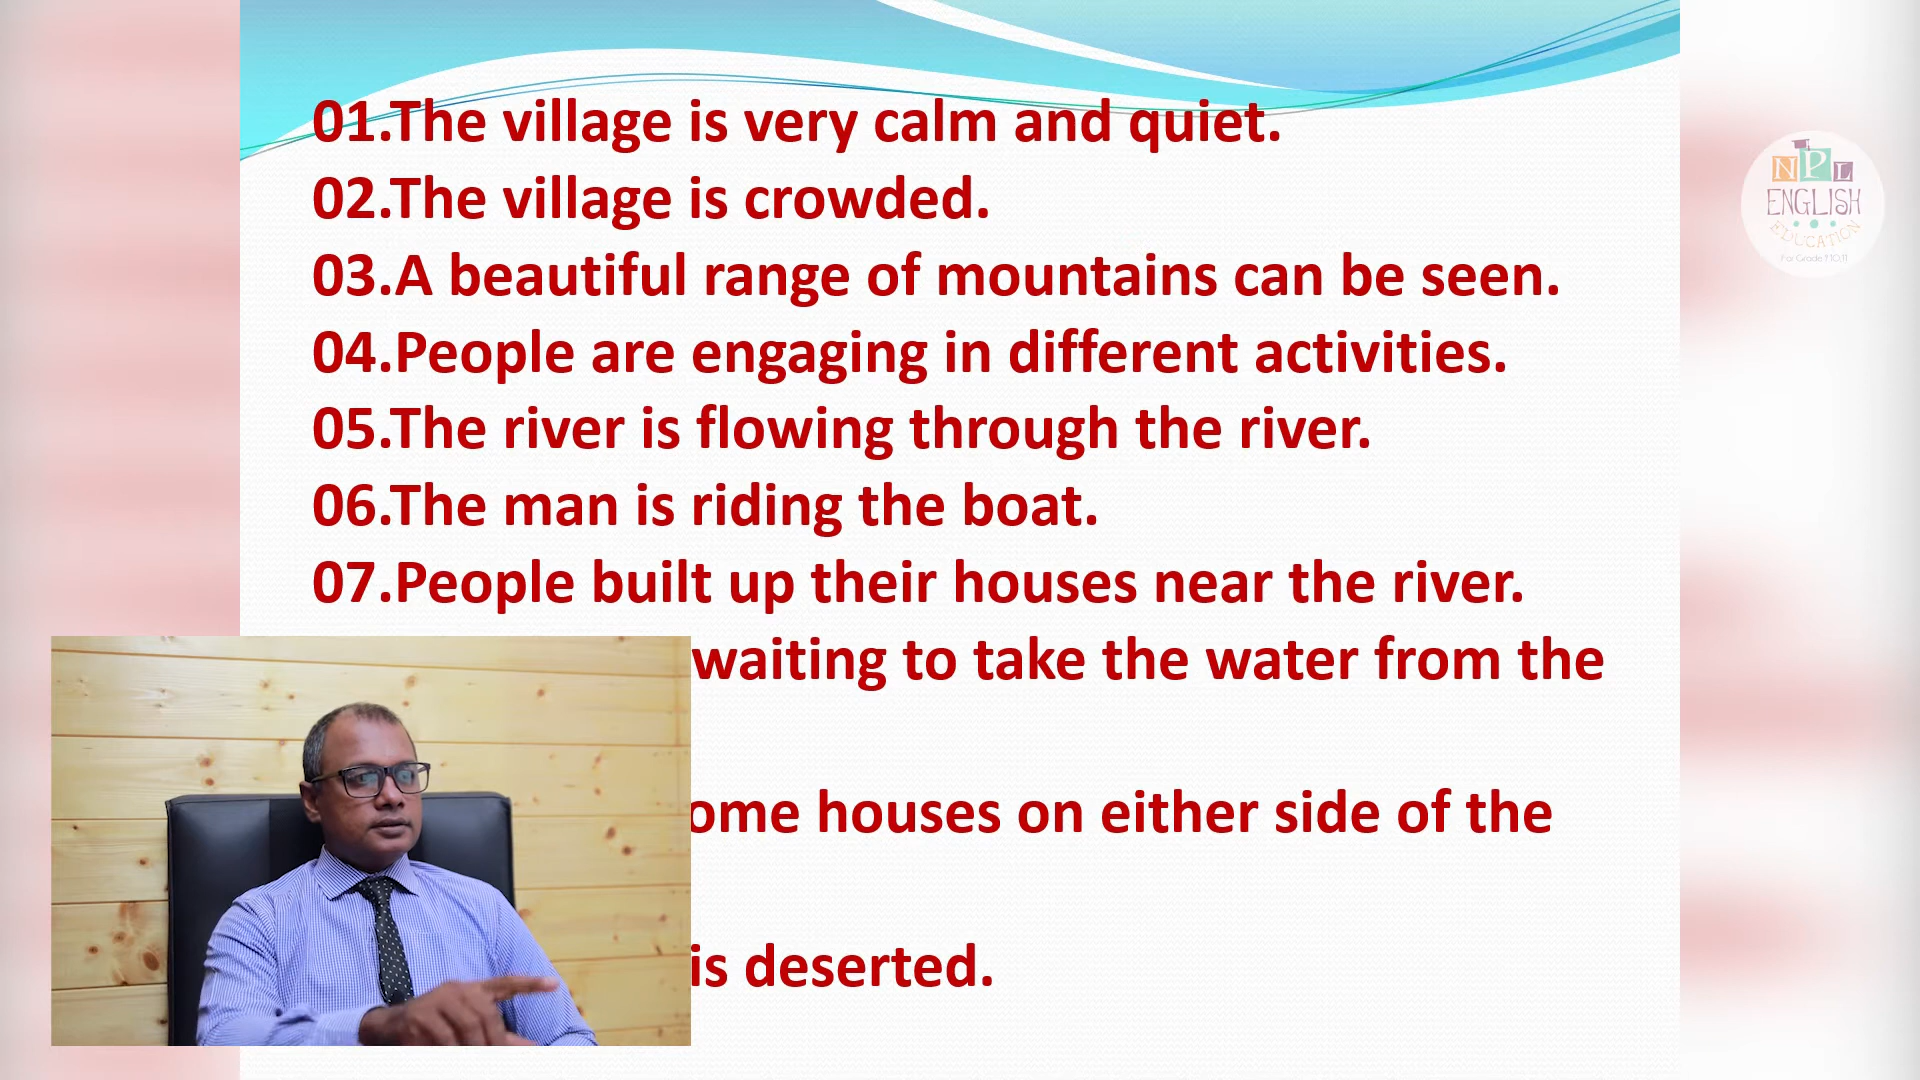 01.The village is very calm and quiet.
02.The village is crowded.
03.A beautiful range of mountains can be seen.
04.People are engaging in different activities.
05.The river is flowing through the river.
06.The man is riding the boat.
07.People built up their houses near the river.
waiting to take the water from the
houses on either side of the
is deserted.
NPL
ENGLISH
EDUCATION